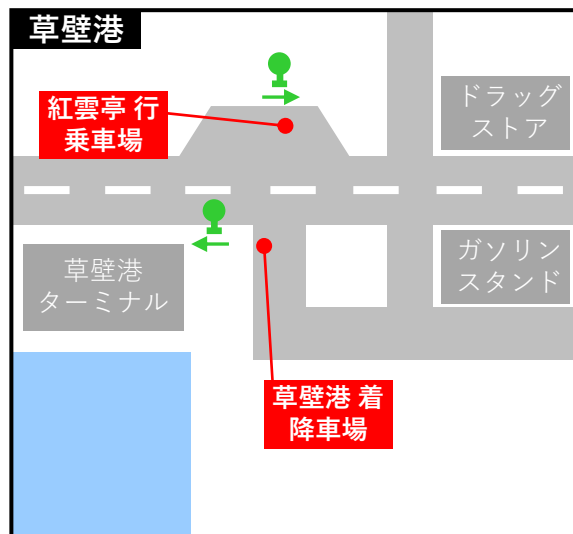 草壁港
紅雲亭 行
乗車場
ドラッグ
ストア
草壁港
ターミナル
ガソリン
スタンド
草壁港 着
降車場